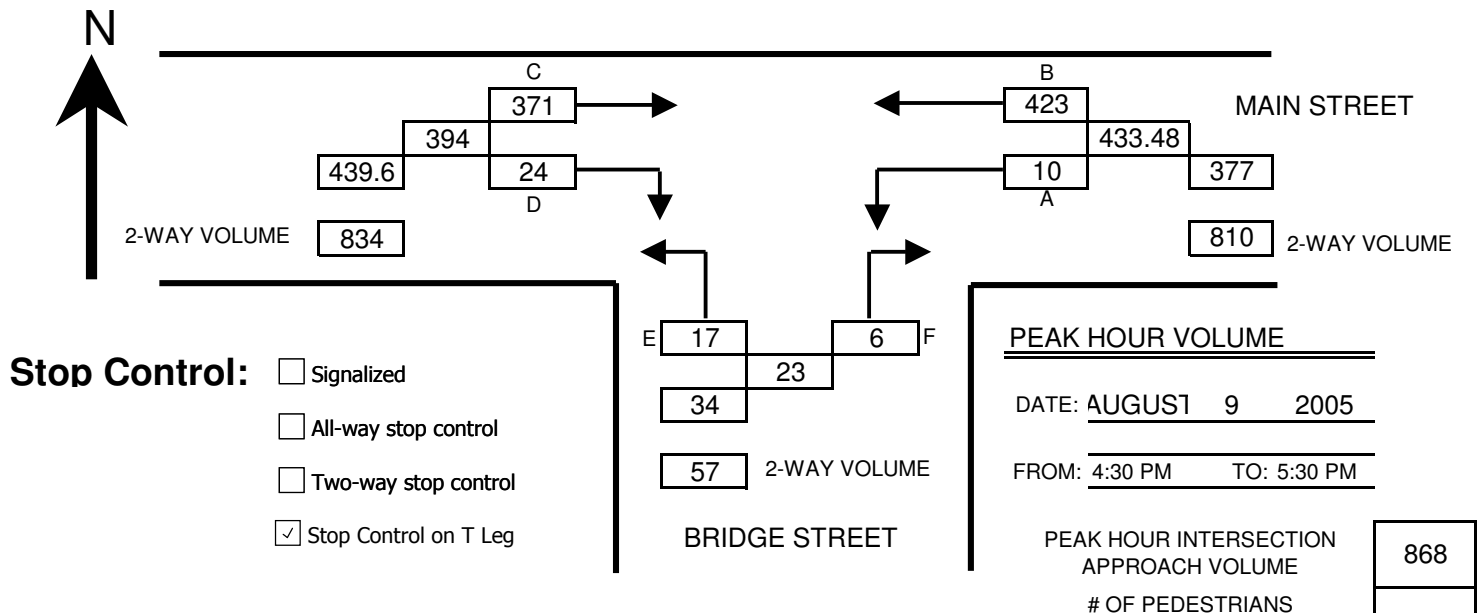 N
C
B
371
423
MAIN STREET
394
433.48
439.6
24
10
377
D
A
2-WAY VOLUME
834
810
2-WAY VOLUME
E
17
6
F
PEAK HOUR VOLUME
Stop Control:
Signalized
23
34
DATE: AUGUST 9 2005
All-way stop control
57
2-WAY VOLUME
FROM: 4:30 PM TO: 5:30 PM
Two-way stop control
Stop Control on T Leg
BRIDGE STREET
PEAK HOUR INTERSECTION
APPROACH VOLUME
868
# OF PEDESTRIANS